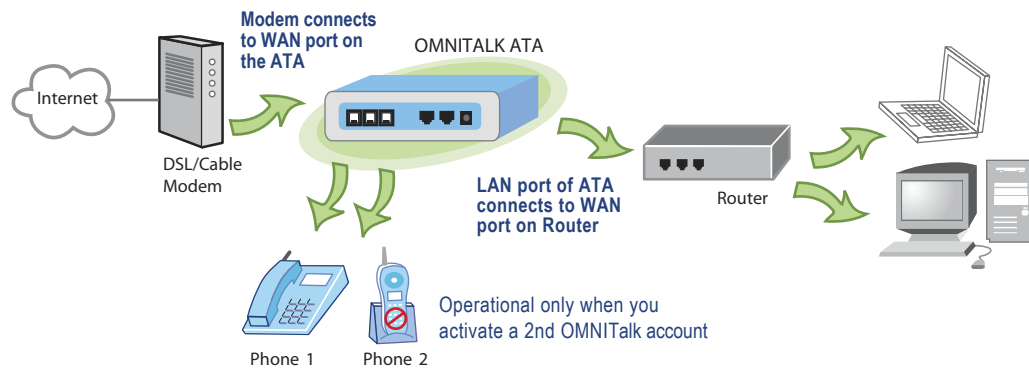 Modem connects
to WAN port on
the ATA
OMNITALK ATA
Internet
DSL/Cable
Modem
LAN port of ATA
connects to WAN
port on Router
Router
Operational only when you
activate a 2nd OMNITalk account
Phone 1
Phone 2